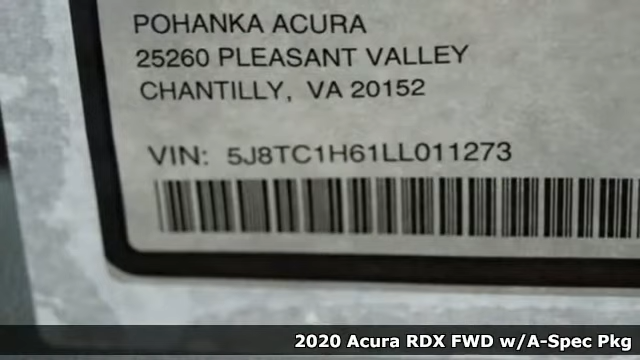 POHANKA ACURA
25260 PLEASANT VALLEY
CHANTILLY, VA 20152
VIN: 5J8TC1H61LL011273
2020 Acura RDX FWD w/A-Spec Pkg